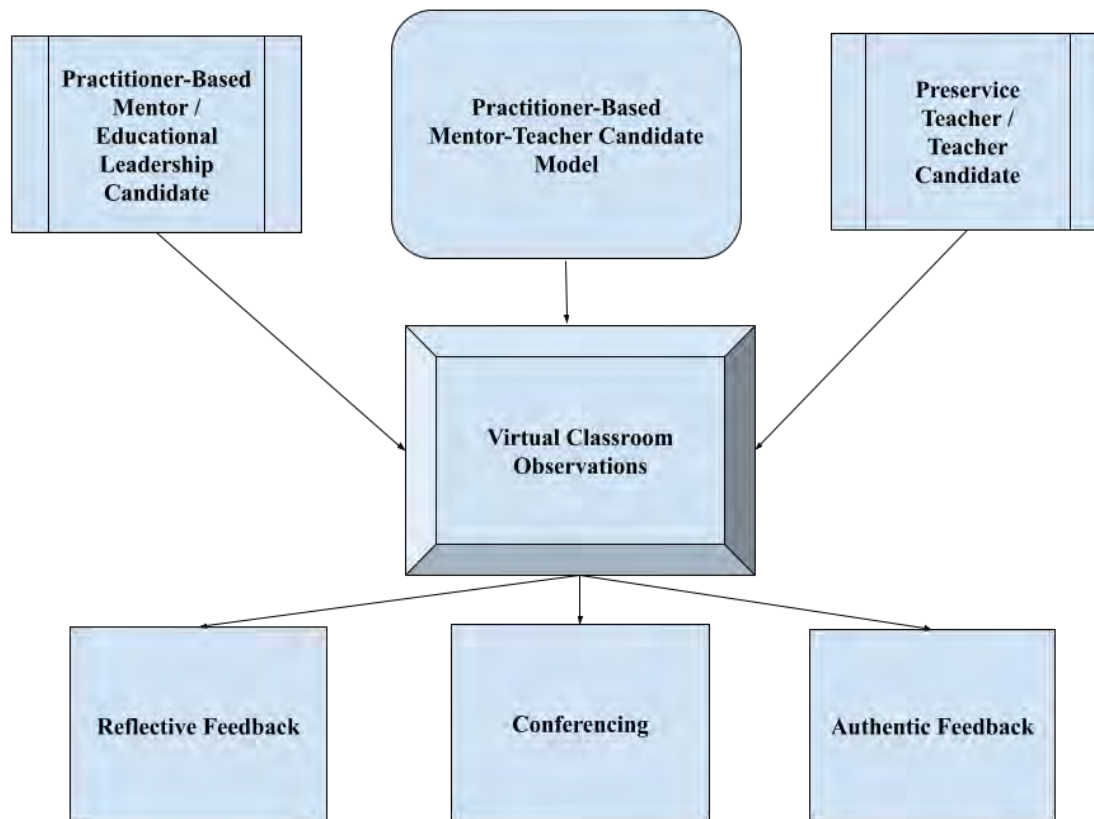 Practitioner-Based
Mentor /
Educational
Leadership
Candidate
Practitioner-Based
Mentor-Teacher Candidate
Model
Preservice
Teacher /
Teacher
Candidate
Virtual Classroom
Observations
Reflective Feedback
Conferencing
Authentic Feedback